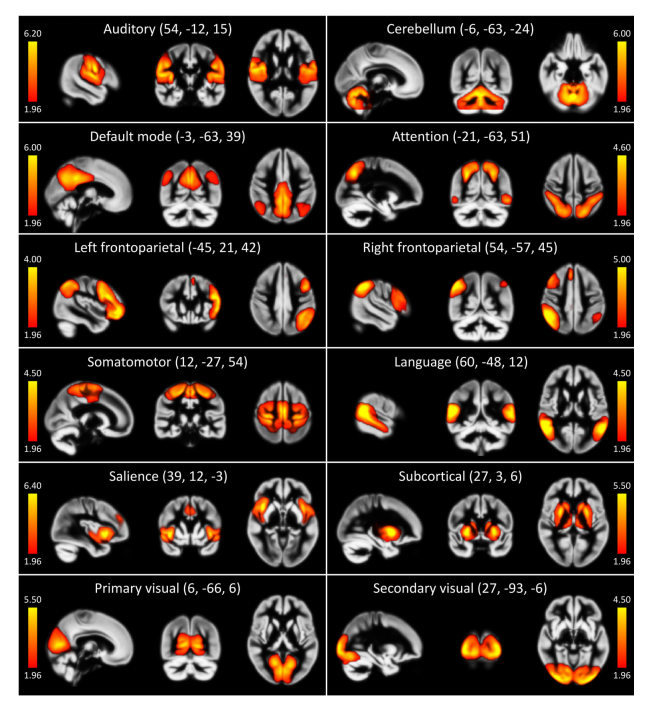 Auditory (54, -12, 15)
6.20
1.96
Cerebellum (-6, -63, -24)
6.00
1.96
Default mode (-3, -63, 39)
6.00
1.96
Attention (-21, -63, 51)
4.60
1.96
Left frontoparietal (-45, 21, 42)
4.00
1.96
Right frontoparietal (54, -57, 45)
5.00
1.96
Somatomotor (12, -27, 54)
4.50
1.96
Language (60, -48, 12)
4.50
1.96
Salience (39, 12, -3)
6.40
1.96
Subcortical (27, 3, 6)
5.50
1.96
Primary visual (6, -66, 6)
5.50
1.96
Secondary visual (27, -93, -6)
4.50
1.96